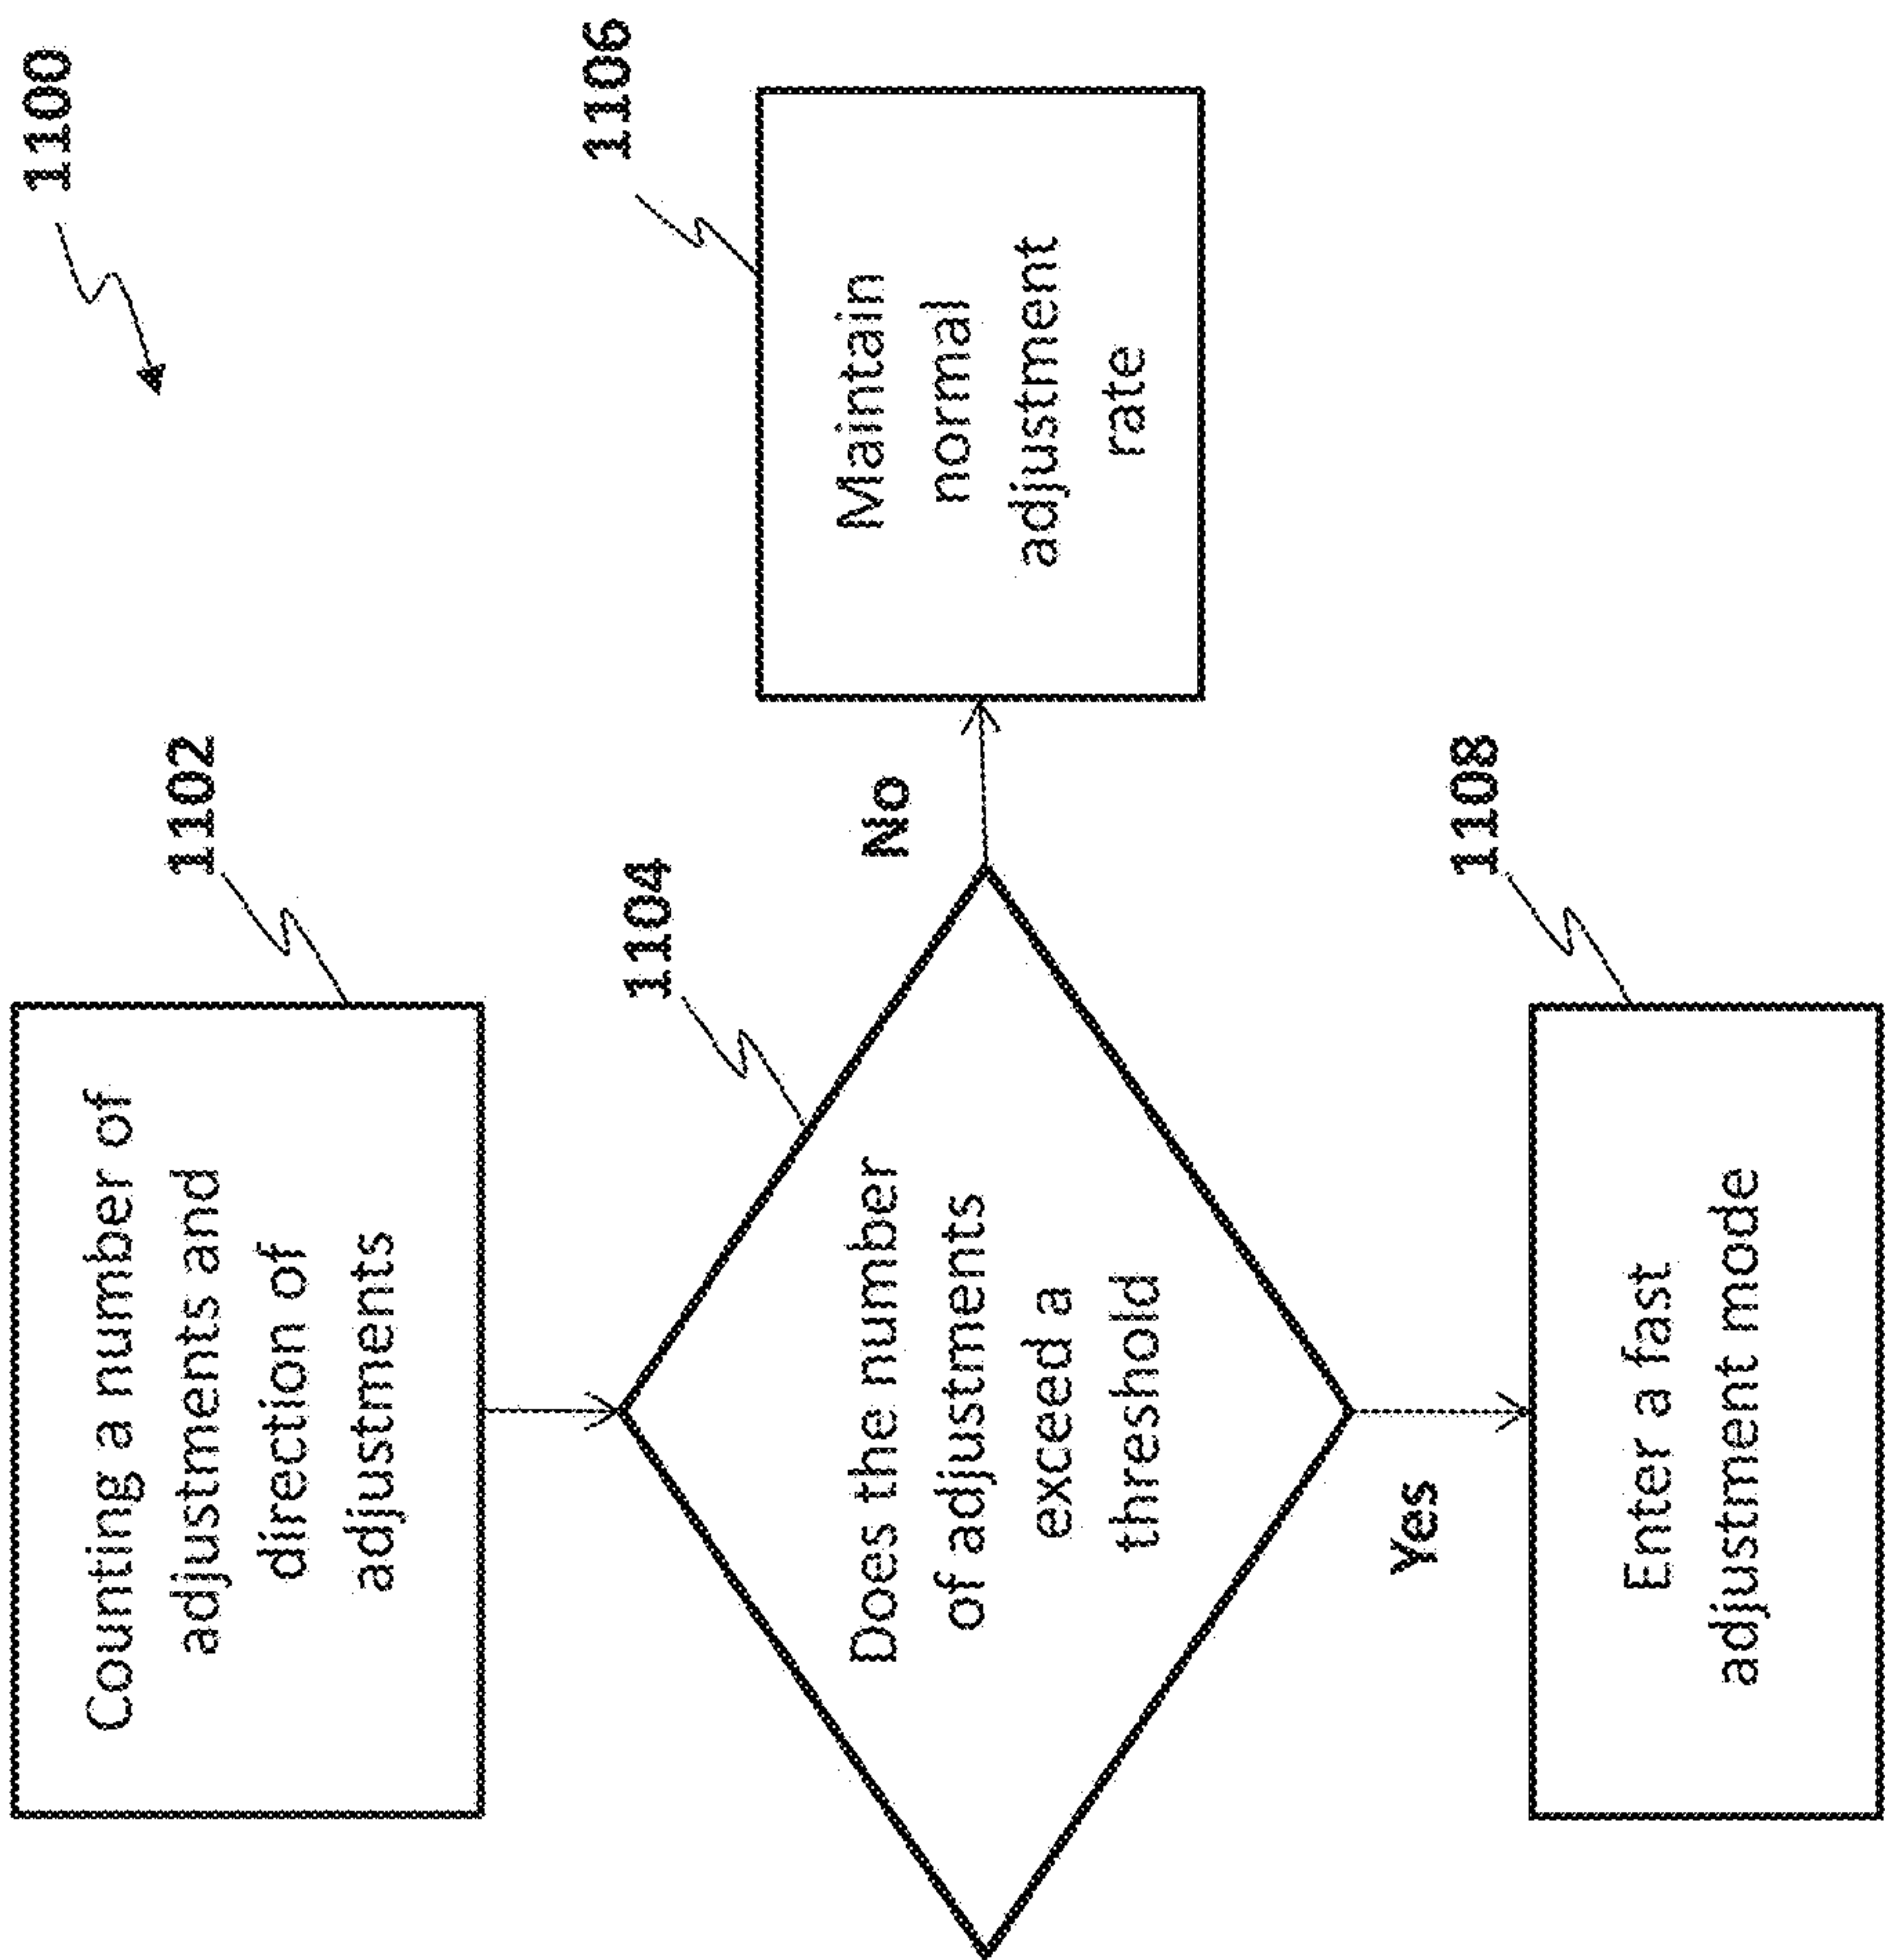 1100
1102
Counting a number of
adjustments and
direction of
adjustments
1104
Does the number
of adjustments
exceed a
threshold
No
1106
Maintain
normal
adjustment
rate
Yes
1108
Enter a fast
adjustment mode